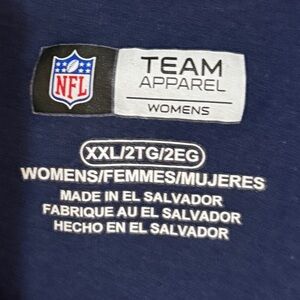 NFL
TEAM
APPAREL
WOMENS
XXL/2TG/2EG
WOMENS/FEMMES/MUJERES
MADE IN EL SALVADOR
FABRIQUE AU EL SALVADOR
HECHO EN EL SALVADOR